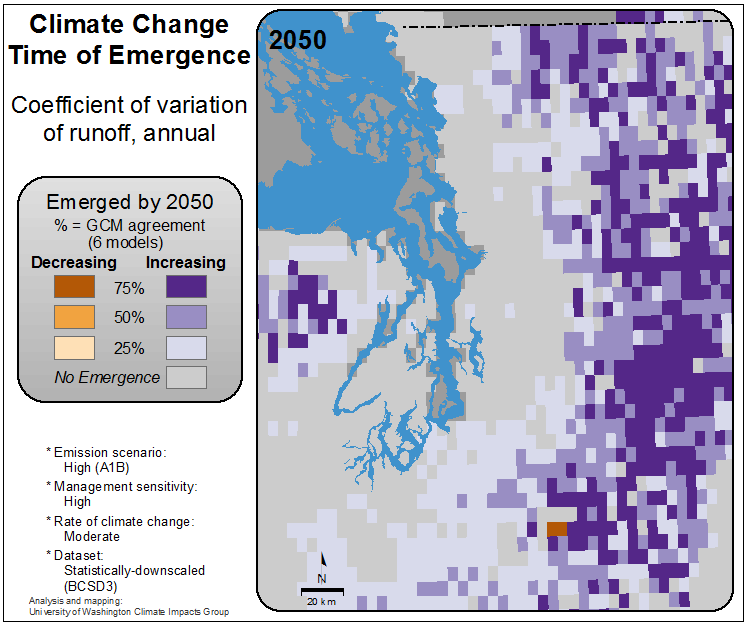 Climate Change
Time of Emergence
Coefficient of variation
of runoff, annual
Emerged by 2050
% = GCM agreement
(6 models)
Decreasing Increasing
75%
50%
25%
No Emergence
* Emission scenario:
High (A1B)
* Management sensitivity:
High
* Rate of climate change:
Moderate
* Dataset:
Statistically-downscaled
(BCSD3)
Analysis and mapping:
University of Washington Climate Impacts Group
2050
N
20 km